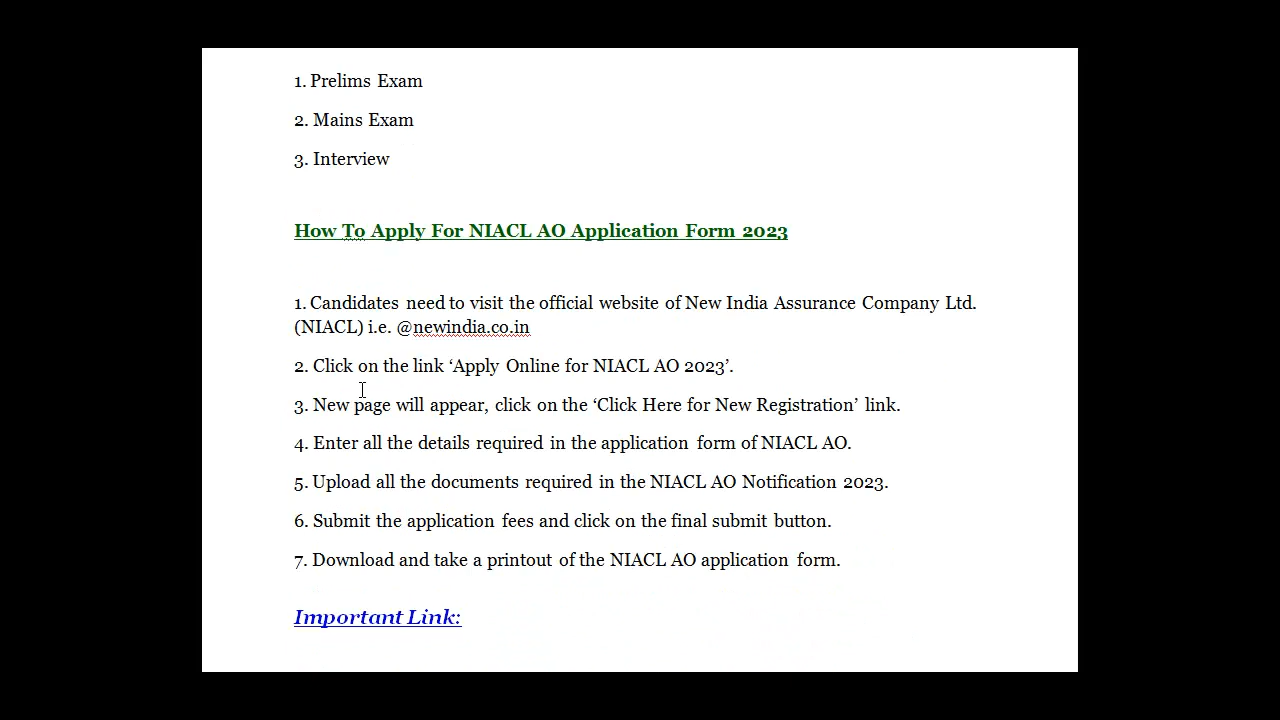 1. Prelims Exam
2. Mains Exam
3. Interview
How To Apply For NIACL AO Application Form 2023
1. Candidates need to visit the official website of New India Assurance Company Ltd.
(NIACL) i.e. @newindia.co.in
2. Click on the link ‘Apply Online for NIACL AO 2023’.
3. New page will appear, click on the ‘Click Here for New Registration’ link.
4. Enter all the details required in the application form of NIACL AO.
5. Upload all the documents required in the NIACL AO Notification 2023.
6. Submit the application fees and click on the final submit button.
7. Download and take a printout of the NIACL AO application form.
Important Link: